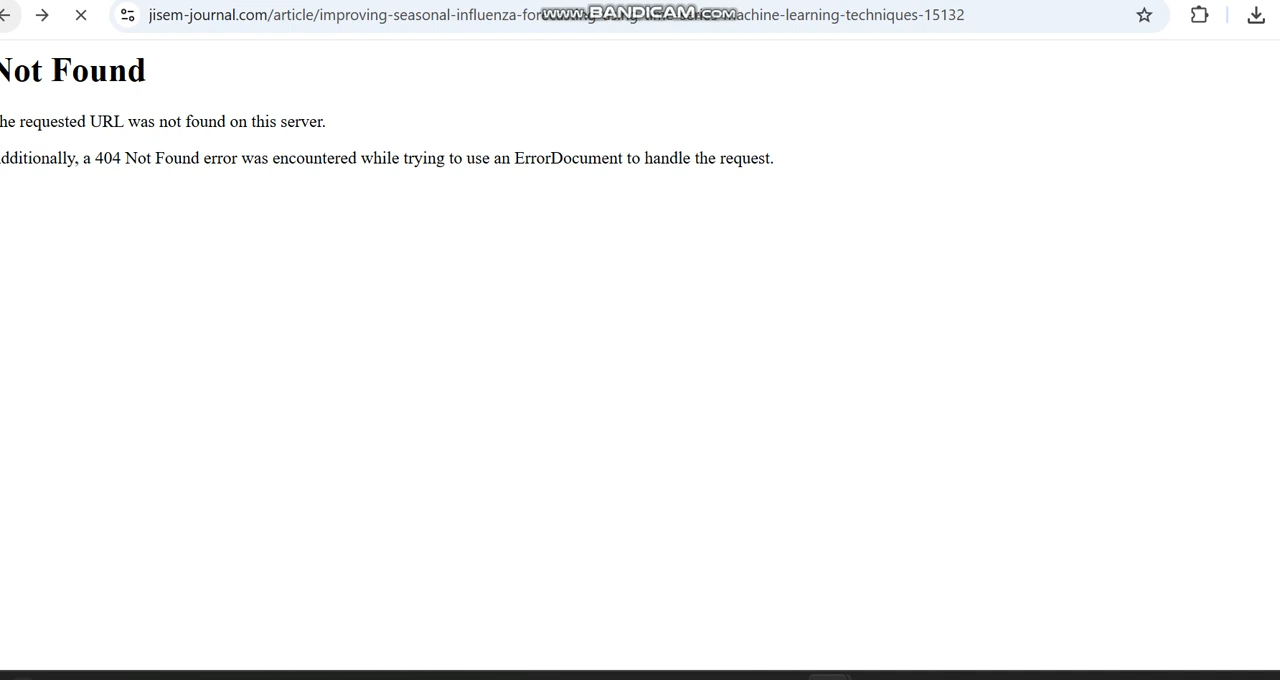 jisem-journal.com/article/improving-seasonal-influenza-for
www.BANDICAM.com
achine-learning-techniques-15132
Not Found
he requested URL was not found on this server.
dditionally, a 404 Not Found error was encountered while trying to use an ErrorDocument to handle the request.